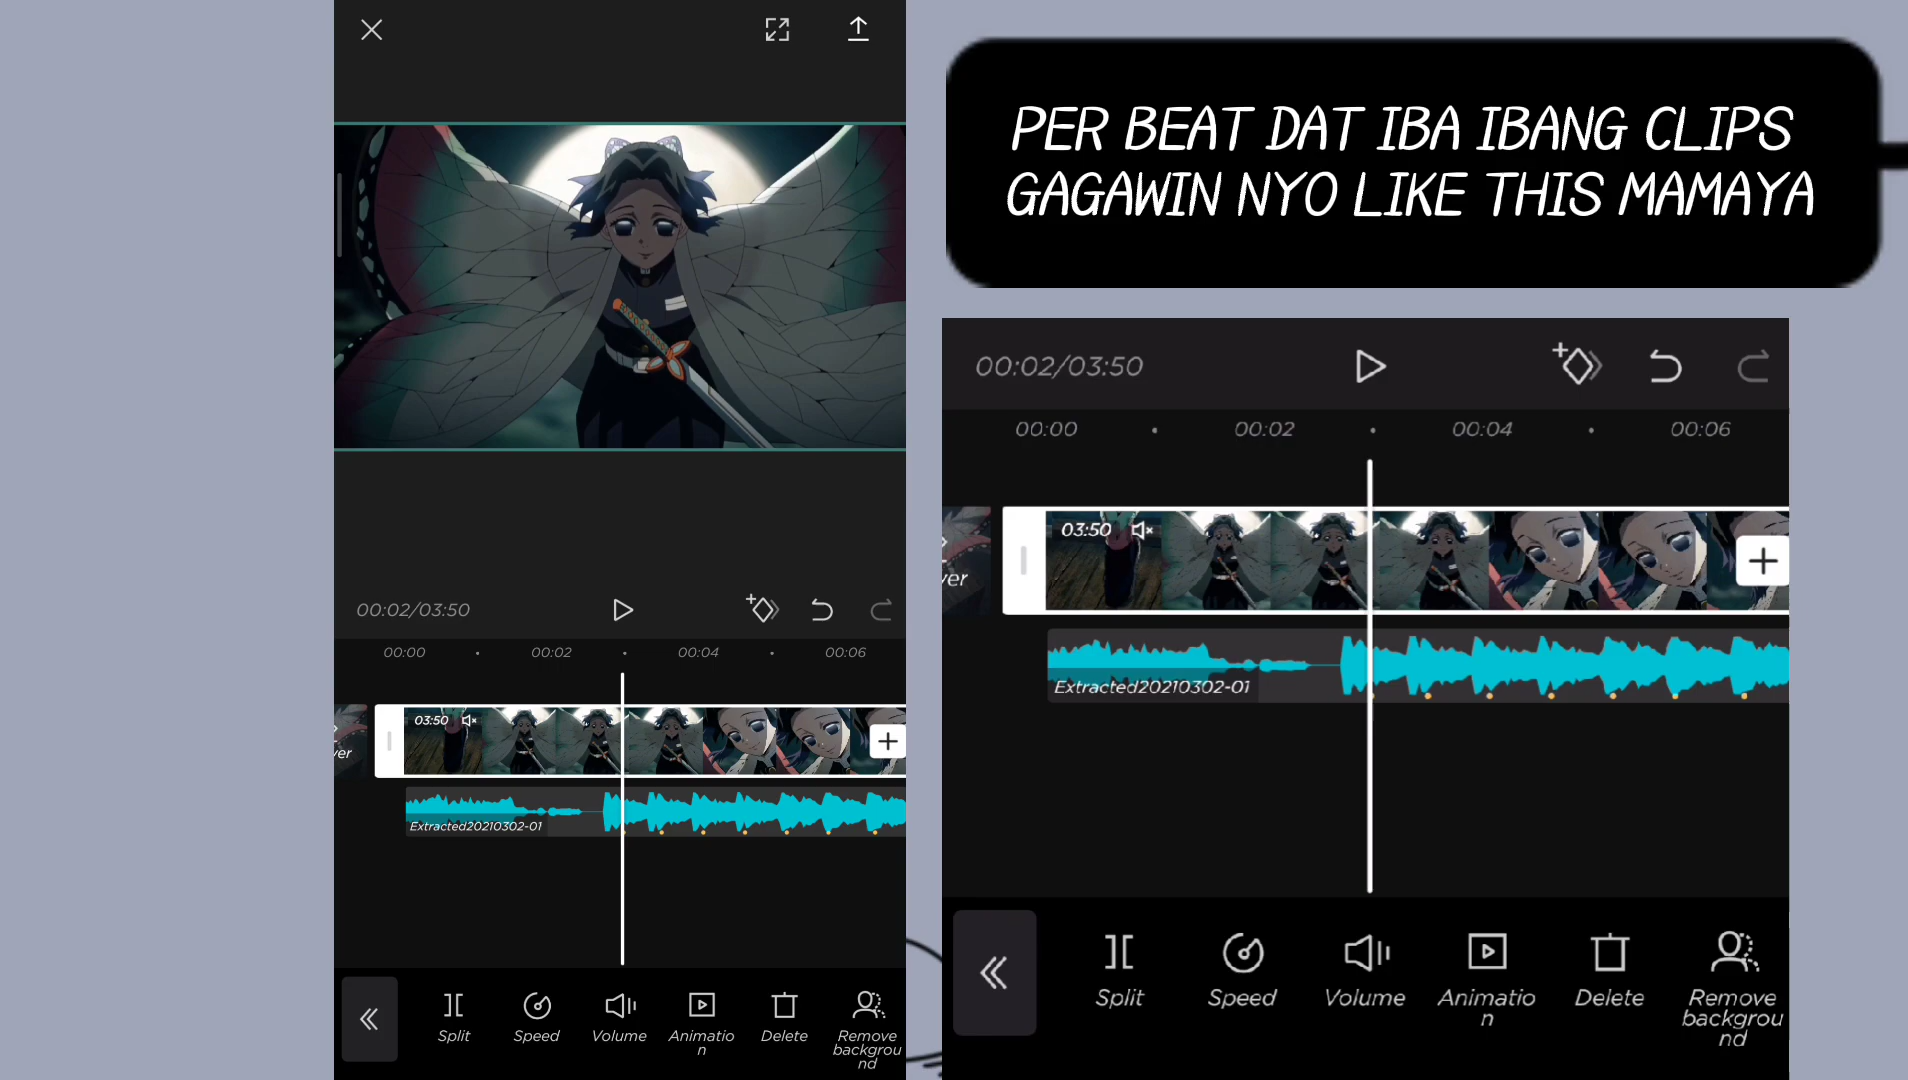 PER BEAT DAT IBA IBANG CLIPS
GAGAWIN NYO LIKE THIS MAMAYA
00:02/03:50
00:00 00:02 00:04 00:06
03:50
ver
Extracted20210302-01
Split Speed Volume Animatio
n Delete Remove
backgrou
nd
00:02/03:50
00:00 00:02 00:04 00:06
03:50
ver
Extracted20210302-01
Split Speed Volume Animatio
n Delete Remove
backgrou
nd